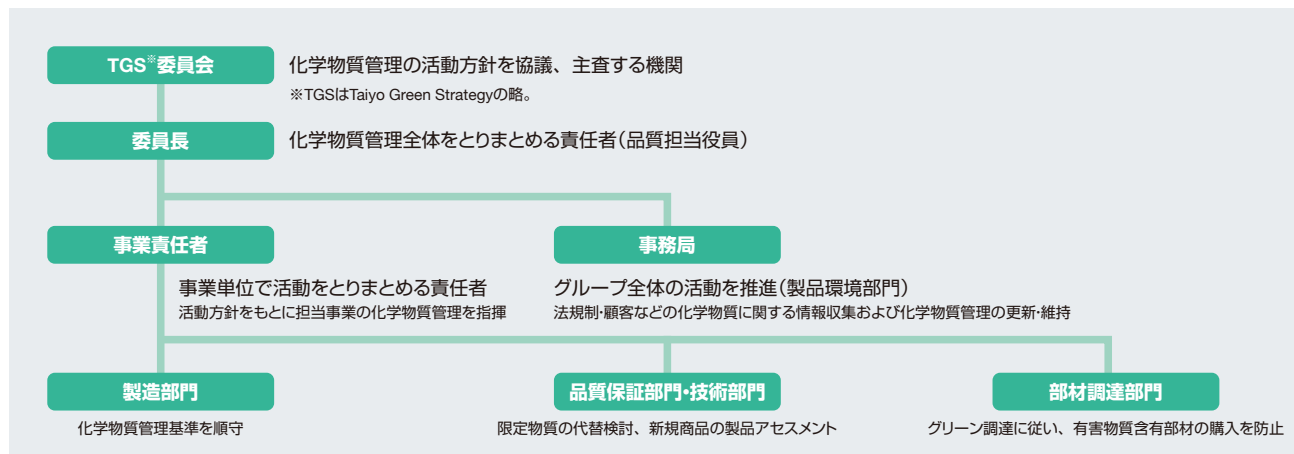 TGS※委員会
化学物質管理の活動方針を協議、主査する機関
※TGSはTaiyo Green Strategyの略。
委員長
化学物質管理全体をとりまとめる責任者(品質担当役員)
事業責任者
事務局
事業単位で活動をとりまとめる責任者
活動方針をもとに担当事業の化学物質管理を指揮
グループ全体の活動を推進(製品環境部門)
法規制・顧客などの化学物質に関する情報収集および化学物質管理の更新・維持
製造部門
品質保証部門・技術部門
部材調達部門
化学物質管理基準を順守
限定物質の代替検討、新規商品の製品アセスメント
グリーン調達に従い、有害物質含有部材の購入を防止